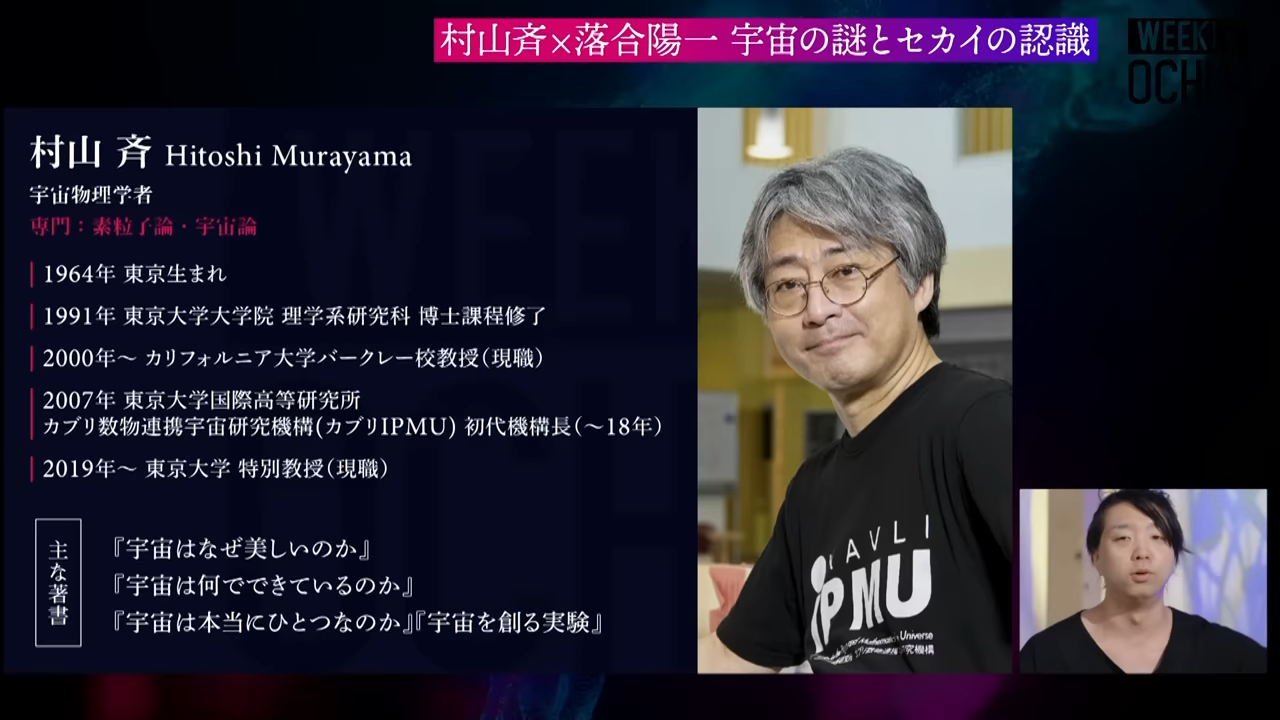 村山斉×落合陽一 宇宙の謎とセカイの認識
WEEKLY
OCHIAI
村山 斉 Hitoshi Murayama
宇宙物理学者
専門：素粒子論・宇宙論
1964年 東京生まれ
1991年 東京大学大学院 理学系研究科 博士課程修了
2000年～ カリフォルニア大学バークレー校教授（現職）
2007年 東京大学国際高等研究所
カブリ数物連携宇宙研究機構(カブリIPMU) 初代機構長（～18年）
2019年～ 東京大学 特別教授（現職）
主な著書
『宇宙はなぜ美しいのか』
『宇宙は何でできているのか』
『宇宙は本当にひとつなのか』『宇宙を創る実験』
KAVLI
IPMU
Universe